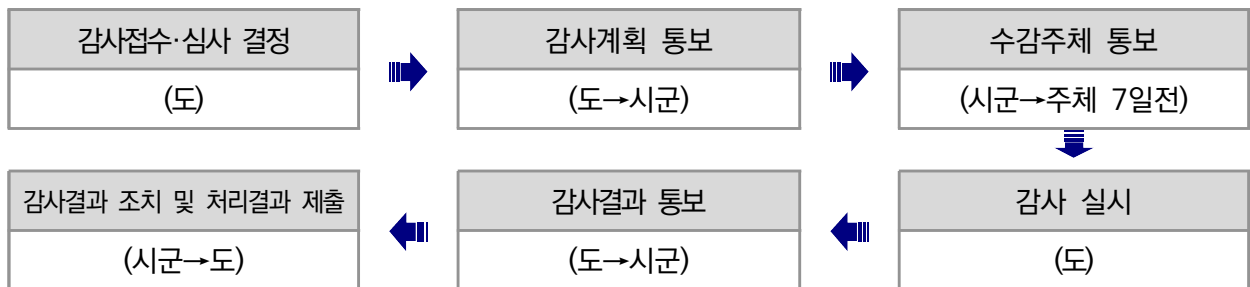 감사접수·심사 결정
(도)
감사계획 통보
(도→시군)
수감주체 통보
(시군→주체 7일전)
감사 실시
(도)
감사결과 통보
(도→시군)
감사결과 조치 및 처리결과 제출
(시군→도)